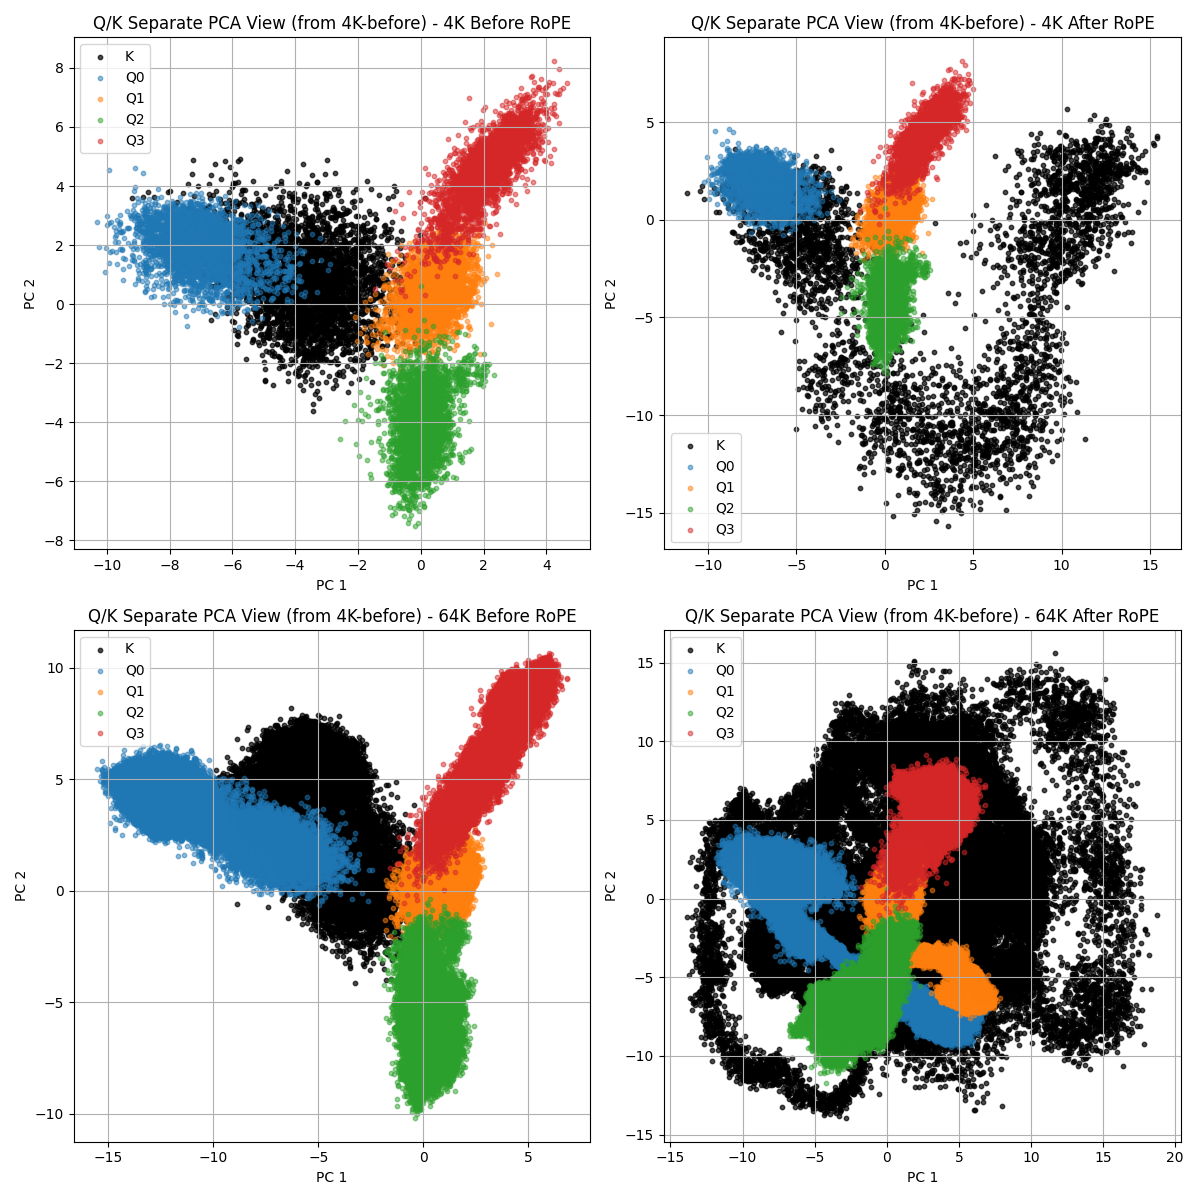 Q/K Separate PCA View (from 4K-before) - 4K Before RoPE
K
Q0
Q1
Q2
Q3
8
6
4
2
0
−2
−4
−6
−8
PC 2
−10
−8
−6
−4
−2
0
2
4
PC 1
Q/K Separate PCA View (from 4K-before) - 4K After RoPE
5
0
−5
−10
−15
PC 2
K
Q0
Q1
Q2
Q3
−10
−5
0
5
10
15
PC 1
Q/K Separate PCA View (from 4K-before) - 64K Before RoPE
K
Q0
Q1
Q2
Q3
10
5
0
−5
−10
PC 2
−15
−10
−5
0
5
PC 1
Q/K Separate PCA View (from 4K-before) - 64K After RoPE
K
Q0
Q1
Q2
Q3
15
10
5
0
−5
−10
−15
PC 2
−15
−10
−5
0
5
10
15
20
PC 1